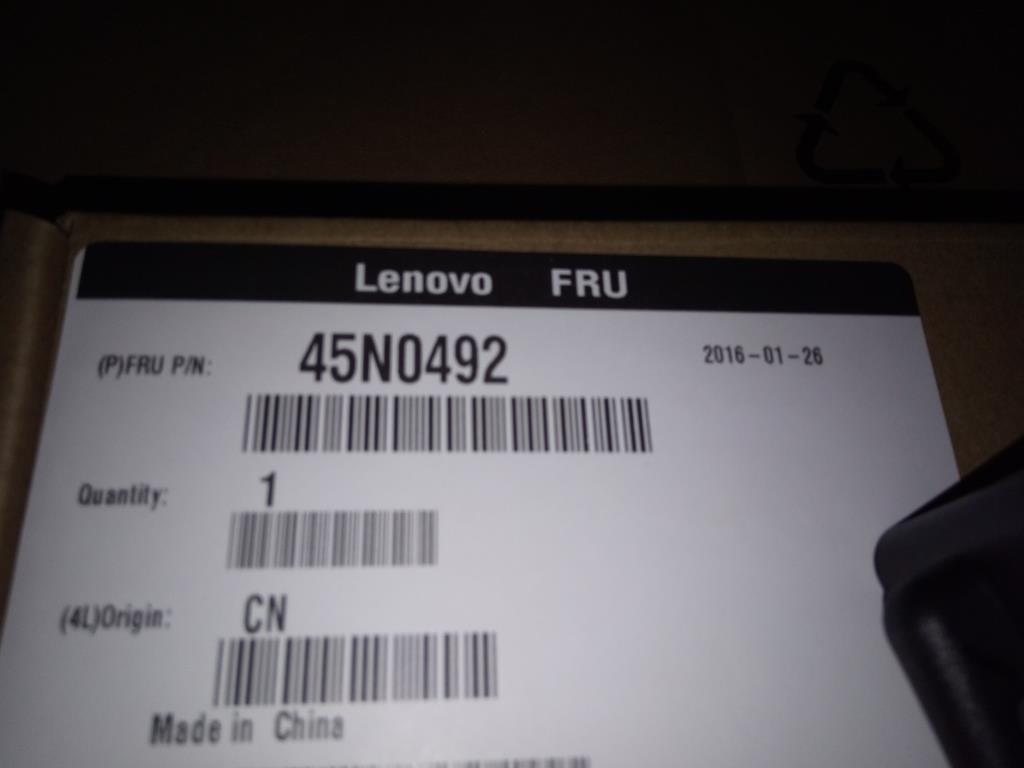 Lenovo FRU
(P)FRU P/N: 45N0492 2016-01-26
Quantity: 1
(4L)Origin: CN
Made in China